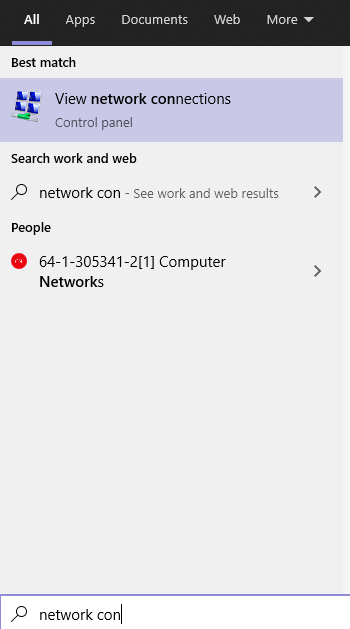 All Apps Documents Web More
Best match
View network connections
Control panel
Search work and web
network con - See work and web results
People
64-1-305341-2[1] Computer
Networks
network con